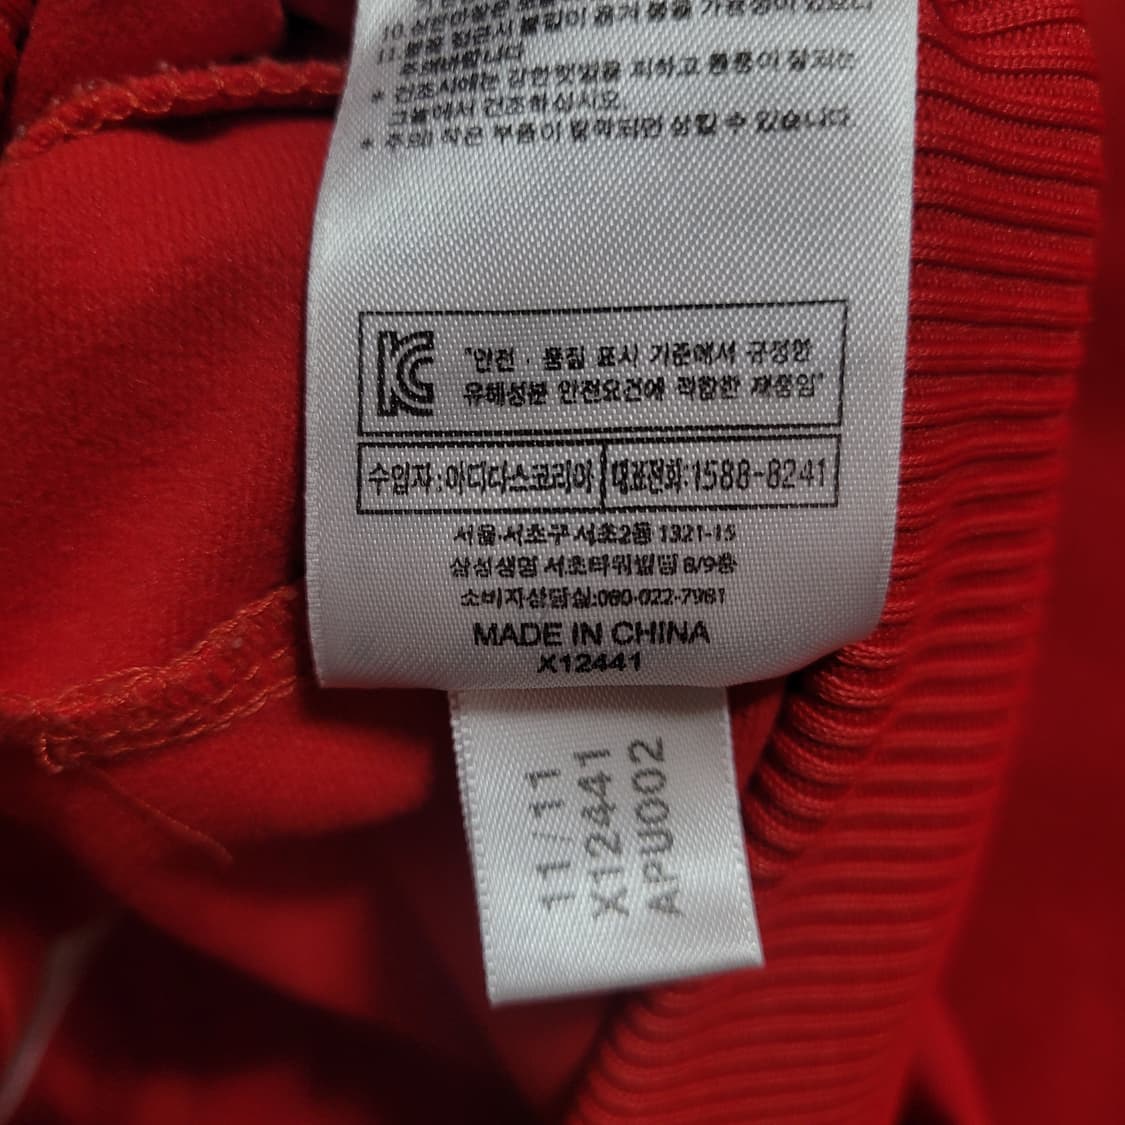 11.
* 건조시에는 강한 햇빛을 피하고 통풍이 잘되는
그늘에서 건조하십시오
* 주의! 작은 부품이 탈락되면 삼킬 수 있습니다
KC
"안전·품질 표시 기준에서 규정한
유해성분 안전요건에 적합한 제품임"
수입자:아디다스코리아 대표전화:1588-8241
서울·서초구 서초2동 1321-15
삼성생명 서초타워빌딩 8/9층
소비자상담실:080-022-7981
MADE IN CHINA
X12441
11/11
X12441
APU002